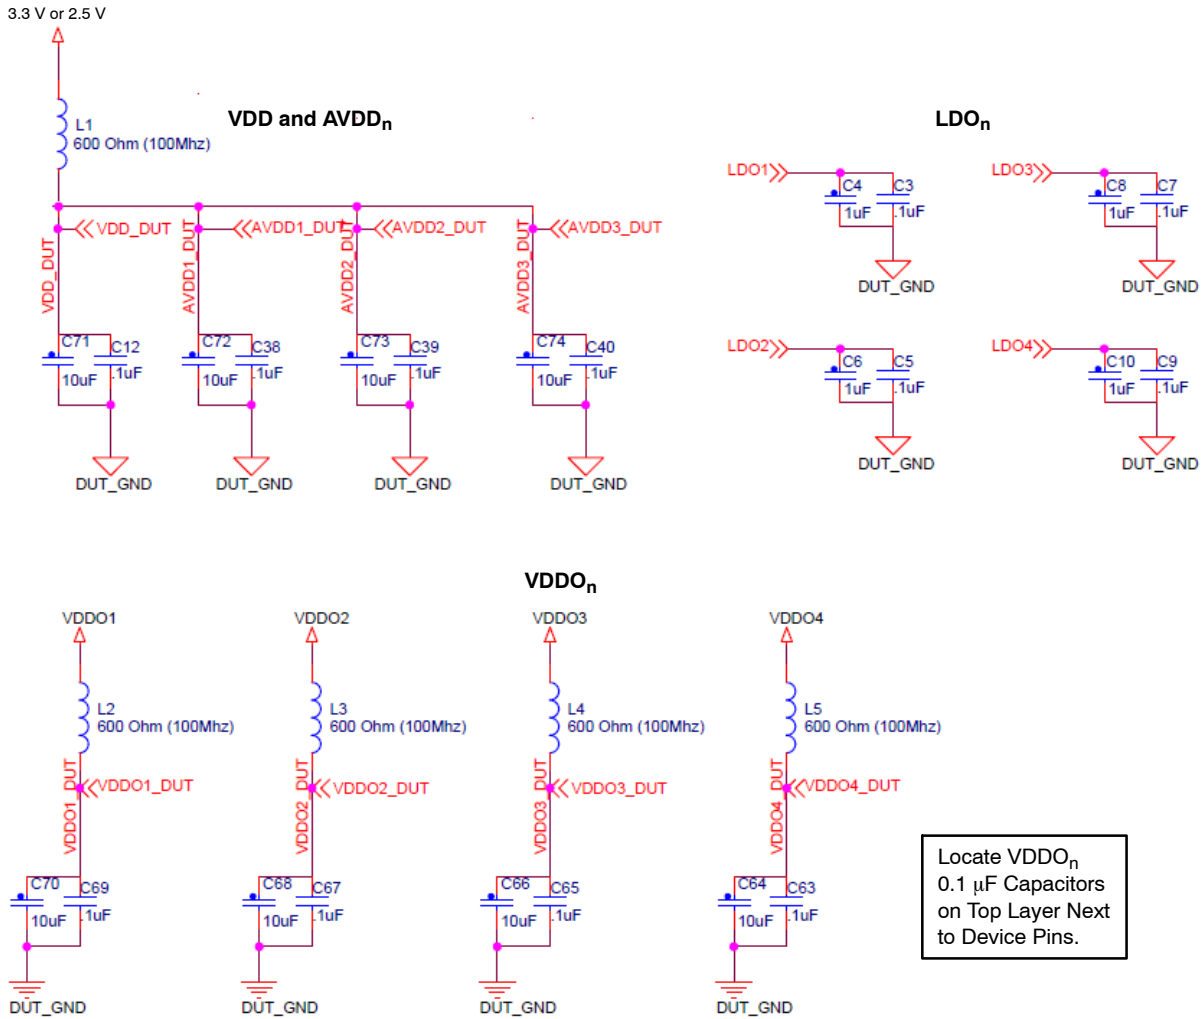 3.3 V or 2.5 V
L1
600 Ohm (100Mhz)
VDD and AVDDn
VDD_DUT
AVDD1_DUT
AVDD2_DUT
AVDD3_DUT
VDD_DUT
AVDD1_DUT
AVDD2_DUT
AVDD3_DUT
C71
10uF
C12
.1uF
C72
10uF
C38
.1uF
C73
10uF
C39
.1uF
C74
10uF
C40
.1uF
DUT_GND
DUT_GND
DUT_GND
DUT_GND
LDOn
LDO1
C4
1uF
C3
.1uF
DUT_GND
LDO3
C8
1uF
C7
.1uF
DUT_GND
LDO2
C6
1uF
C5
.1uF
DUT_GND
LDO4
C10
1uF
C9
.1uF
DUT_GND
VDDOn
VDDO1
L2
600 Ohm (100Mhz)
VDDO1_DUT
VDDO1_DUT
C70
10uF
C69
.1uF
DUT_GND
VDDO2
L3
600 Ohm (100Mhz)
VDDO2_DUT
VDDO2_DUT
C68
10uF
C67
.1uF
DUT_GND
VDDO3
L4
600 Ohm (100Mhz)
VDDO3_DUT
VDDO3_DUT
C66
10uF
C65
.1uF
DUT_GND
VDDO4
L5
600 Ohm (100Mhz)
VDDO4_DUT
VDDO4_DUT
C64
10uF
C63
.1uF
DUT_GND
Locate VDDOn
0.1 μF Capacitors
on Top Layer Next
to Device Pins.